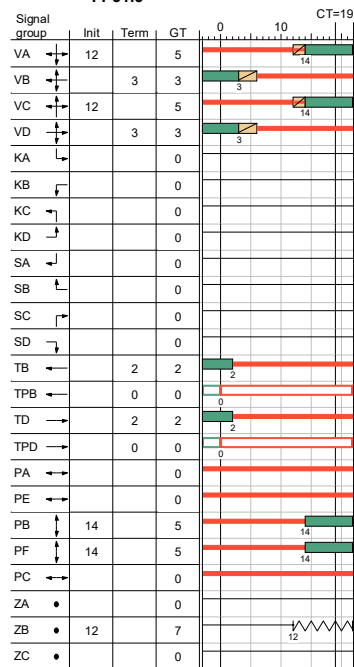 0 10 CT=19
Signal
group Init Term GT
VA 12 5
14
VB 3 3
3
VC 12 5
14
VD 3 3
3
KA 0
KB 0
KC 0
KD 0
SA 0
SB 0
SC 0
SD 0
TB 2 2
2
TPB 0 0
0
TD 2 2
2
TPD 0 0
0
PA 0
PE 0
PB 14 5
14
PF 14 5
14
PC 0
ZA 0
ZB 12 7
12
ZC 0